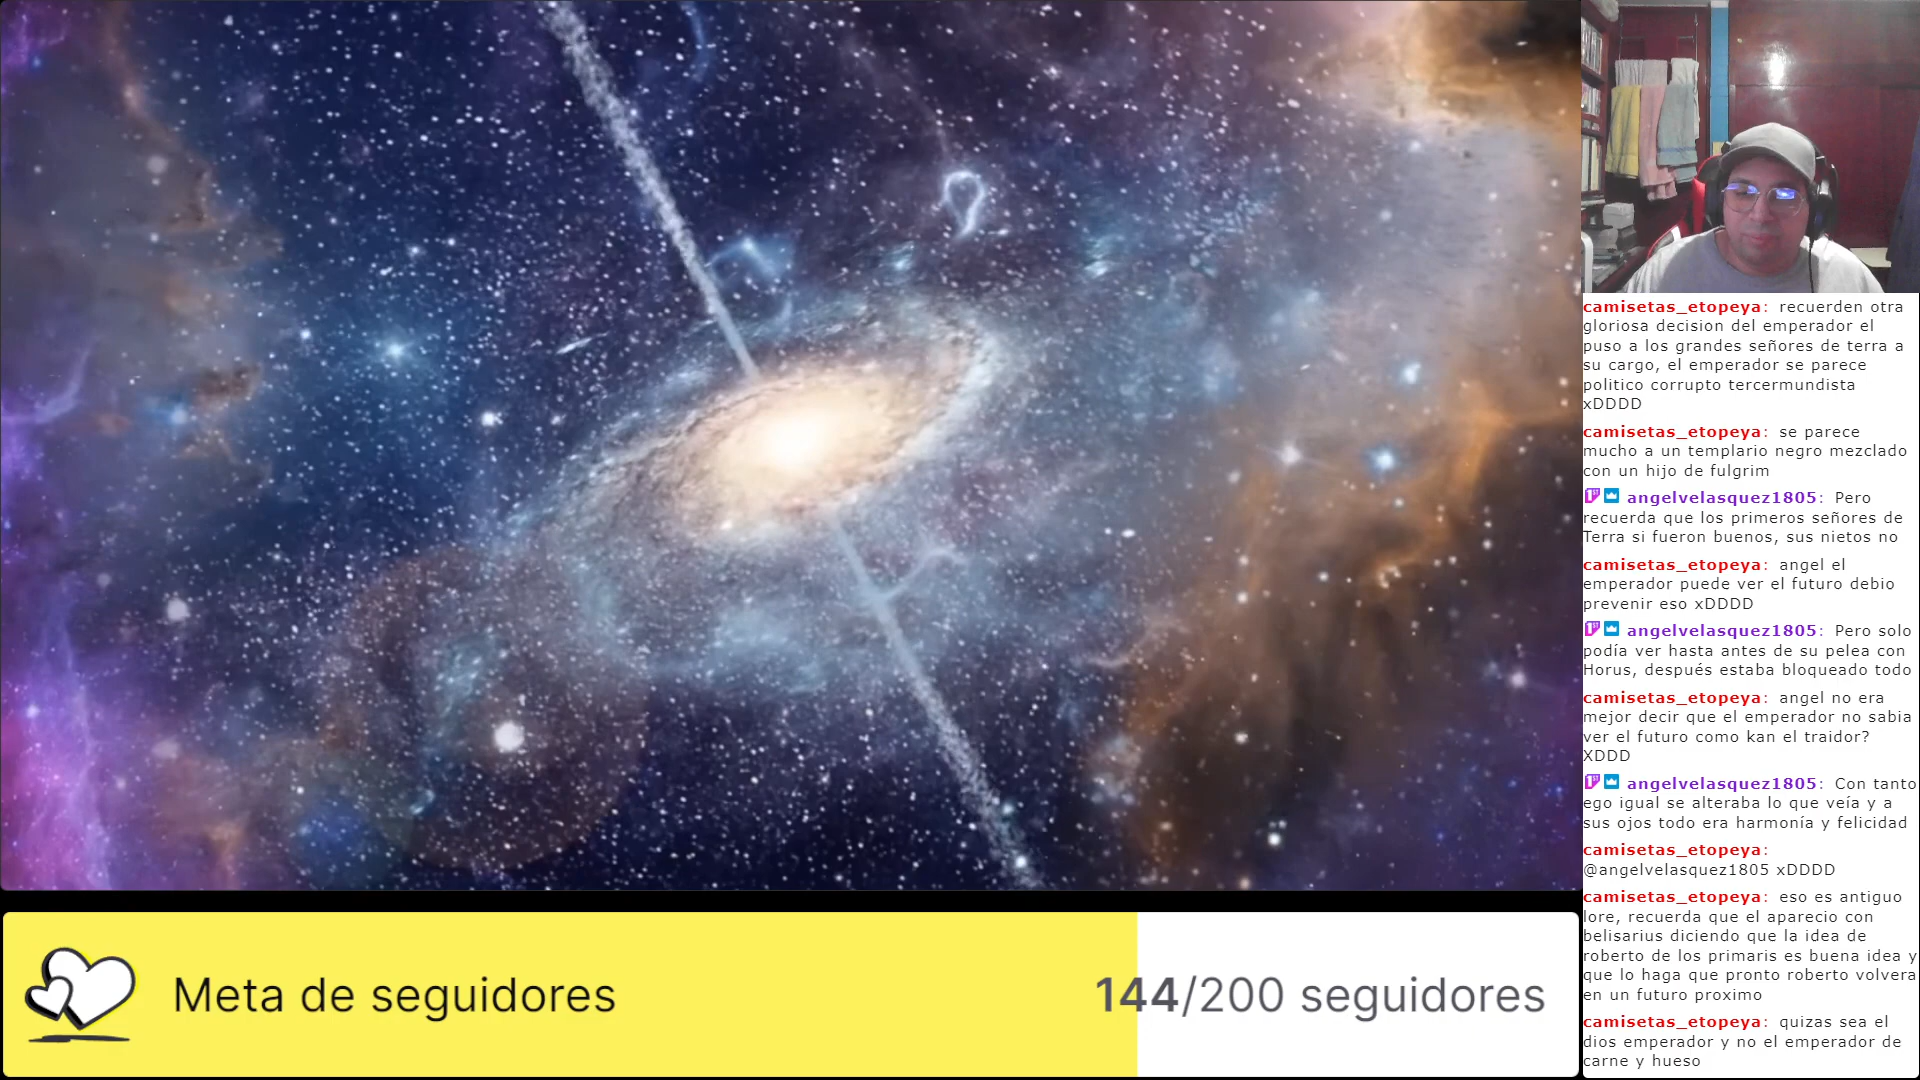 camisetas_etopeya: recuerden otra
gloriosa decision del emperador el
puso a los grandes señores de terra a
su cargo, el emperador se parece
politico corrupto tercermundista
xDDDD
camisetas_etopeya: se parece
mucho a un templario negro mezclado
con un hijo de fulgrim
angelvelasquez1805: Pero
recuerda que los primeros señores de
Terra si fueron buenos, sus nietos no
camisetas_etopeya: angel el
emperador puede ver el futuro debio
prevenir eso xDDDD
angelvelasquez1805: Pero solo
podía ver hasta antes de su pelea con
Horus, después estaba bloqueado todo
camisetas_etopeya: angel no era
mejor decir que el emperador no sabia
ver el futuro como kan el traidor?
XDDD
angelvelasquez1805: Con tanto
ego igual se alteraba lo que veía y a
sus ojos todo era harmonía y felicidad
camisetas_etopeya:
@angelvelasquez1805 xDDDD
camisetas_etopeya: eso es antiguo
lore, recuerda que el aparecio con
belisarius diciendo que la idea de
roberto de los primaris es buena idea y
que lo haga que pronto roberto volvera
en un futuro proximo
camisetas_etopeya: quizas sea el
dios emperador y no el emperador de
carne y hueso
Meta de seguidores
144/200 seguidores